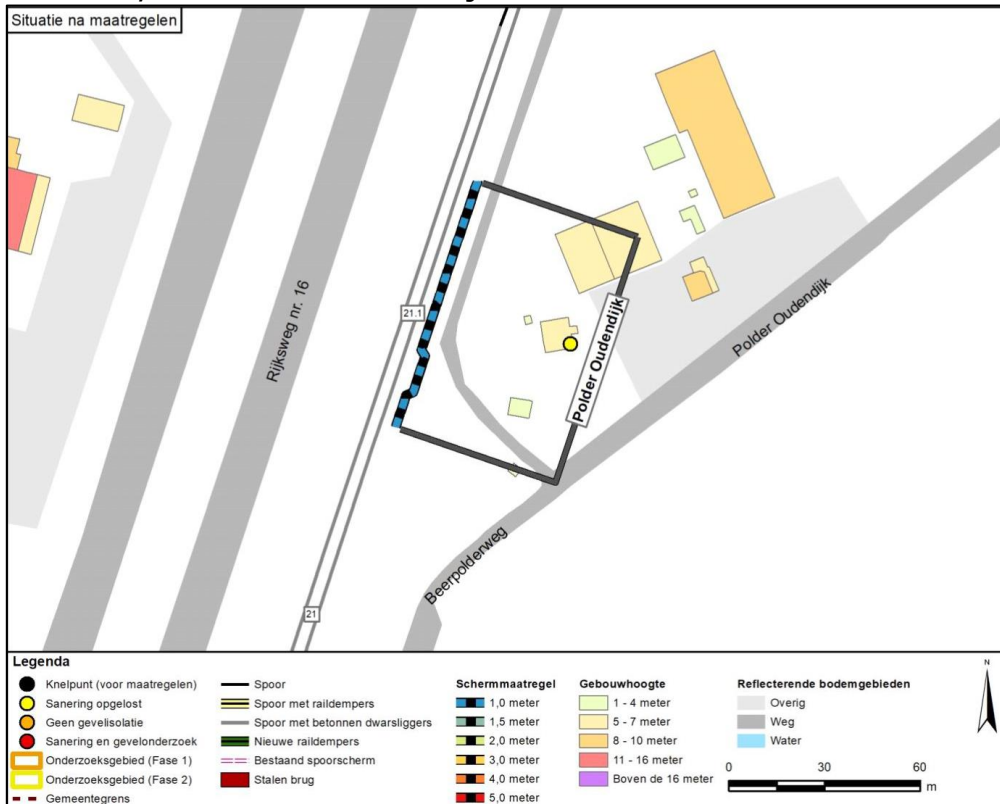 Situatie na maatregelen
21.1
Rijksweg nr. 16
Polder Oudendijk
Polder Oudendijk
Beerpolderweg
21
Legenda
Knelpunt (voor maatregelen)
Sanering opgelost
Geen gevelisolatie
Sanering en gevelonderzoek
Onderzoeksgebied (Fase 1)
Onderzoeksgebied (Fase 2)
Gemeentegrens
Spoor
Spoor met raildempers
Spoor met betonnen dwarsliggers
Nieuwe raildempers
Bestaand spoorscherm
Stalen brug
Schermmaatregel
1,0 meter
1,5 meter
2,0 meter
3,0 meter
4,0 meter
5,0 meter
Gebouwhoogte
1 - 4 meter
5 - 7 meter
8 - 10 meter
11 - 16 meter
Boven de 16 meter
Reflecterende bodemgebieden
Overig
Weg
Water
N
0 30 60
m